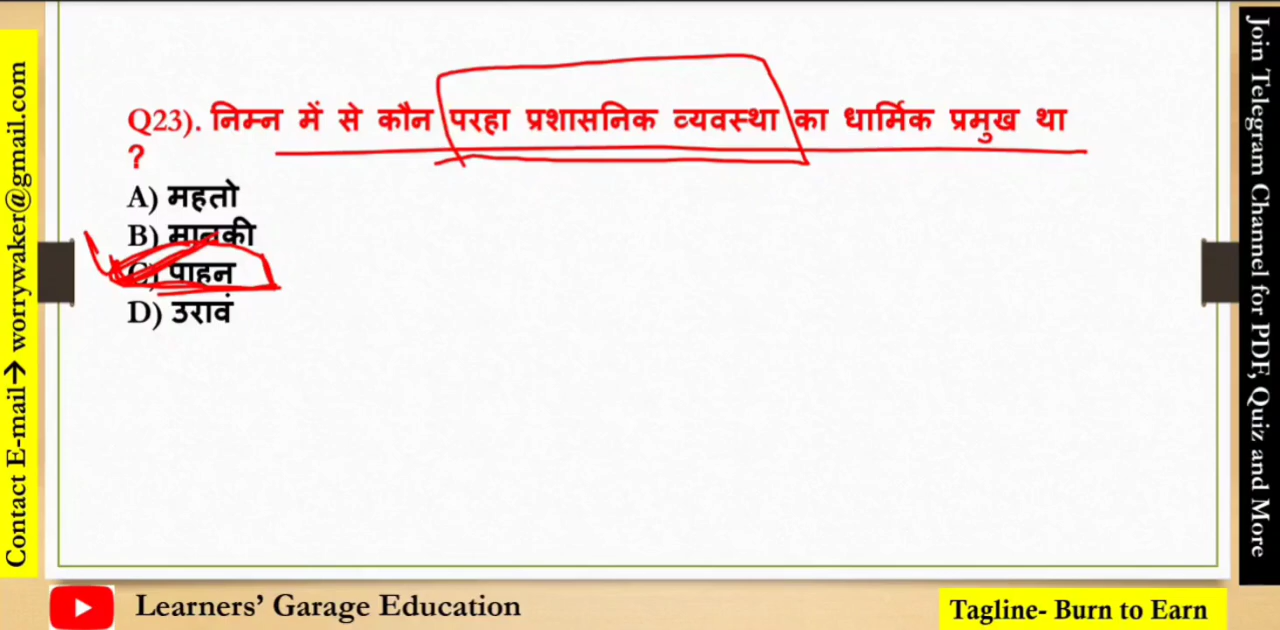 Q23). निम्न में से कौन परहा प्रशासनिक व्यवस्था का धार्मिक प्रमुख था
?
A) महतो
B) मानकी
C) पाहन
D) उरावं
Contact E-mail→ worrywaker@gmail.com
Join Telegram Channel for PDF, Quiz and More
Learners’ Garage Education
Tagline- Burn to Earn